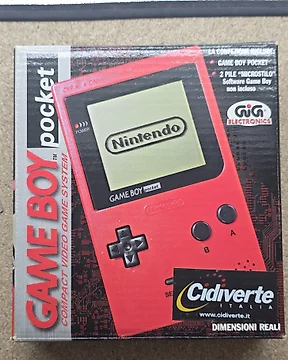 GAME BOY pocket
COMPACT VIDEO GAME SYSTEM
LA CONFEZIONE INCLUDE:
GAME BOY POCKET
2 PILE "MICROSTILO"
Software Game Boy
non incluso
GiG
ELECTRONICS
POWER
Nintendo
GAME BOY pocket
B
A
Cidiverte
ITALIA
www.cidiverte.it
DIMENSIONI REALI